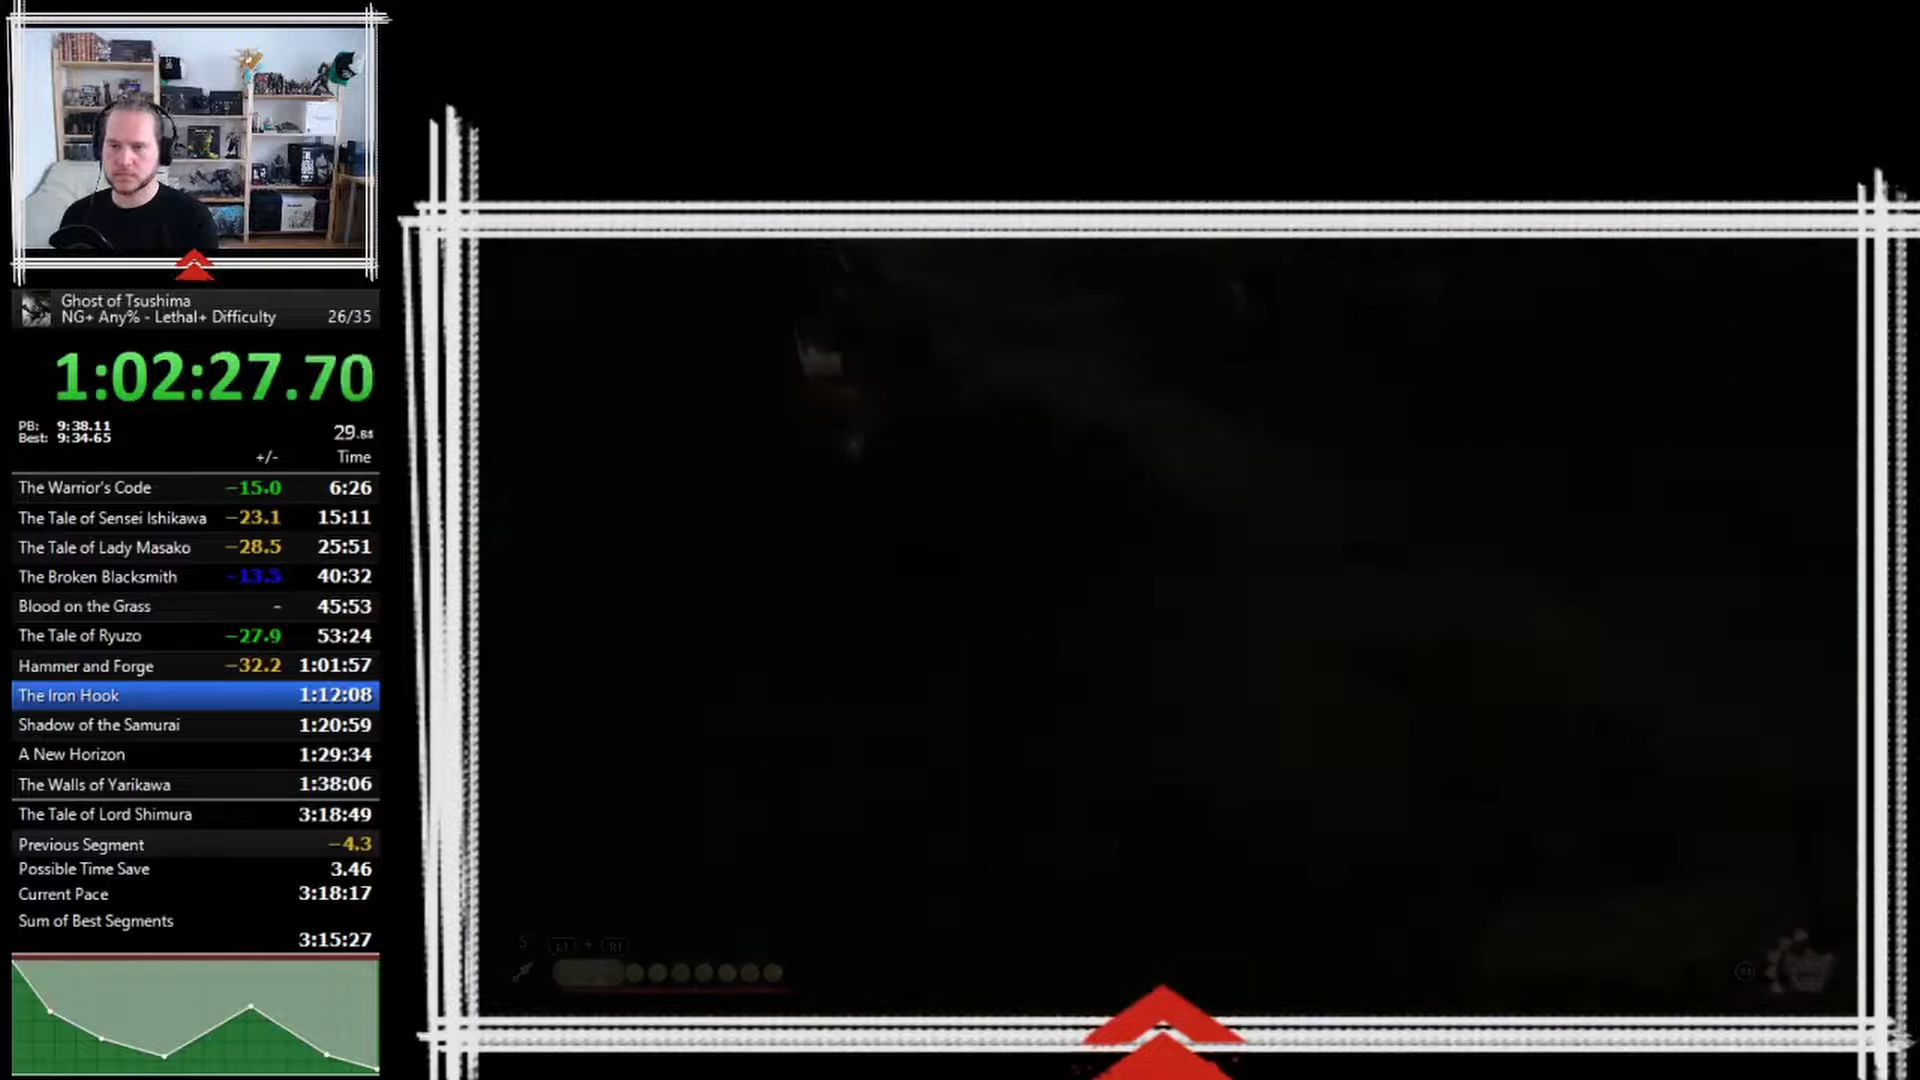 Ghost of Tsushima
NG+ Any% - Lethal+ Difficulty 26/35
1:02:27.70
PB: 9:38.11
Best: 9:34.65
29.84
+/- Time
The Warrior's Code -15.0 6:26
The Tale of Sensei Ishikawa -23.1 15:11
The Tale of Lady Masako -28.5 25:51
The Broken Blacksmith -13.5 40:32
Blood on the Grass - 45:53
The Tale of Ryuzo -27.9 53:24
Hammer and Forge -32.2 1:01:57
The Iron Hook 1:12:08
Shadow of the Samurai 1:20:59
A New Horizon 1:29:34
The Walls of Yarikawa 1:38:06
The Tale of Lord Shimura 3:18:49
Previous Segment -4.3
Possible Time Save 3.46
Current Pace 3:18:17
Sum of Best Segments
3:15:27
5 LT + RT